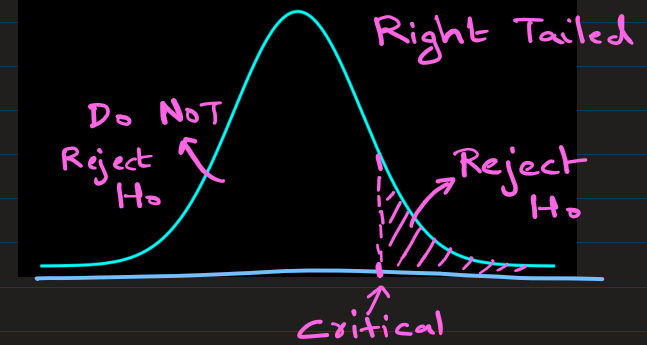 Right Tailed
Do NOT
Reject
Ho
Reject
Ho
Critical